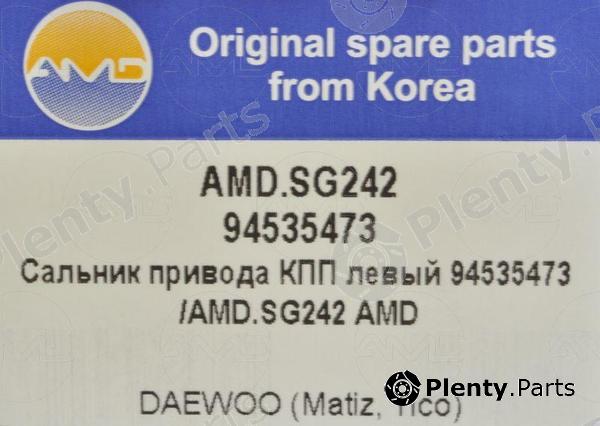 AMD
Original spare parts
from Korea
AMD.SG242
94535473
Сальник привода КПП левый 94535473
/AMD.SG242 AMD
DAEWOO (Matiz, Tico)
Plenty.Parts